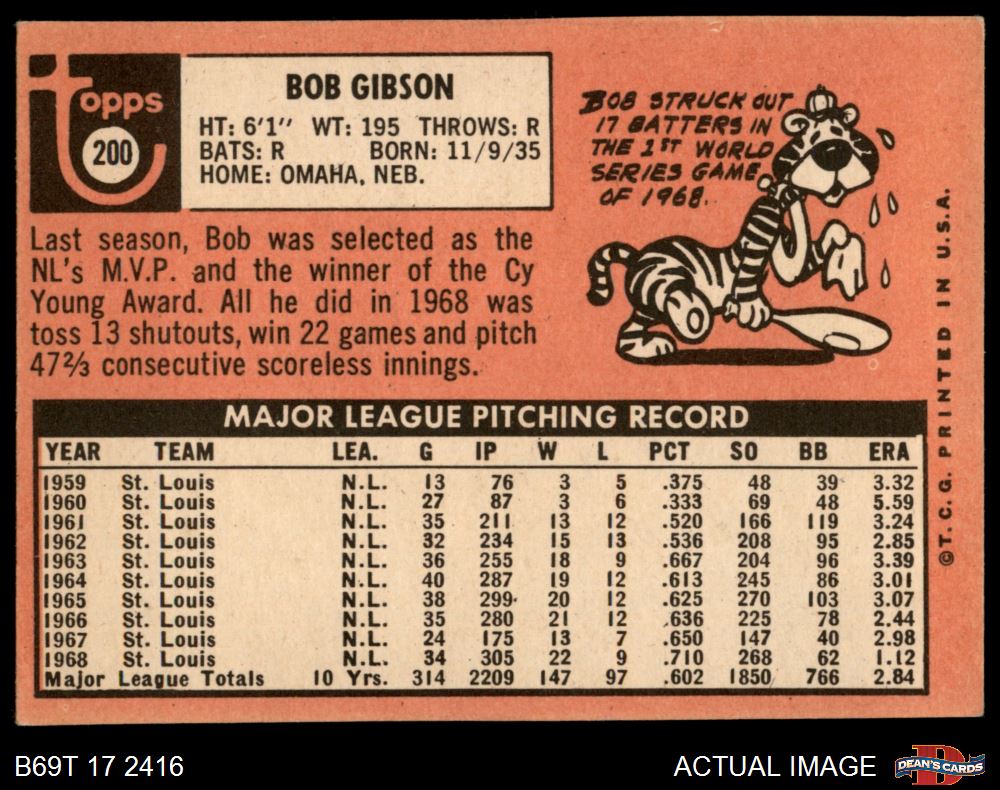 topps
200
BOB GIBSON
HT: 6'1" WT: 195 THROWS: R
BATS: R BORN: 11/9/35
HOME: OMAHA, NEB.
BOB STRUCK OUT
17 BATTERS IN
THE 1ST WORLD
SERIES GAME
OF 1968.
Last season, Bob was selected as the
NL's M.V.P. and the winner of the Cy
Young Award. All he did in 1968 was
toss 13 shutouts, win 22 games and pitch
47⅔ consecutive scoreless innings.
©T. C. G. PRINTED IN U.S.A.
MAJOR LEAGUE PITCHING RECORD
YEAR TEAM LEA. G IP W L PCT SO BB ERA
1959 St. Louis N.L. 13 76 3 5 .375 48 39 3.32
1960 St. Louis N.L. 27 87 3 6 .333 69 48 5.59
1961 St. Louis N.L. 35 211 13 12 .520 166 119 3.24
1962 St. Louis N.L. 32 234 15 13 .536 208 95 2.85
1963 St. Louis N.L. 36 255 18 9 .667 204 96 3.39
1964 St. Louis N.L. 40 287 19 12 .613 245 86 3.01
1965 St. Louis N.L. 38 299 20 12 .625 270 103 3.07
1966 St. Louis N.L. 35 280 21 12 .636 225 78 2.44
1967 St. Louis N.L. 24 175 13 7 .650 147 40 2.98
1968 St. Louis N.L. 34 305 22 9 .710 268 62 1.12
Major League Totals 10 Yrs. 314 2209 147 97 .602 1850 766 2.84
B69T 17 2416
ACTUAL IMAGE
D
DEAN'S CARDS